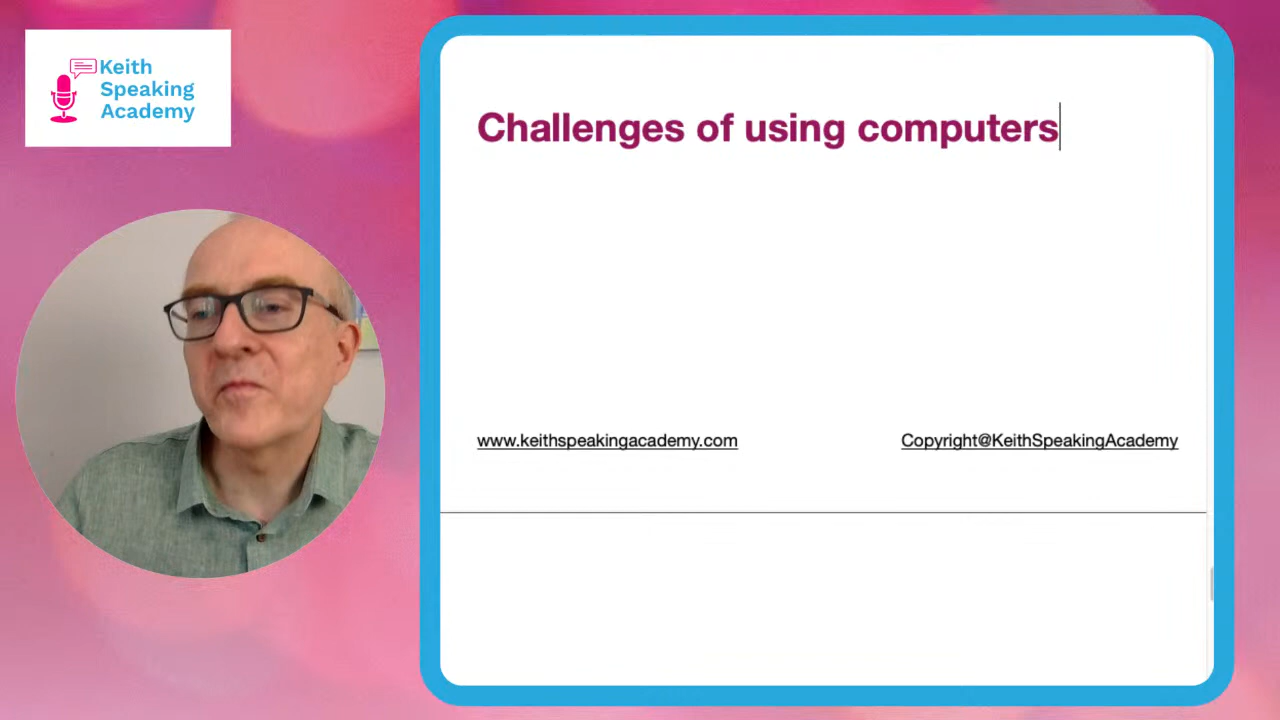 Keith
Speaking
Academy
Challenges of using computers
www.keithspeakingacademy.com
Copyright@KeithSpeakingAcademy